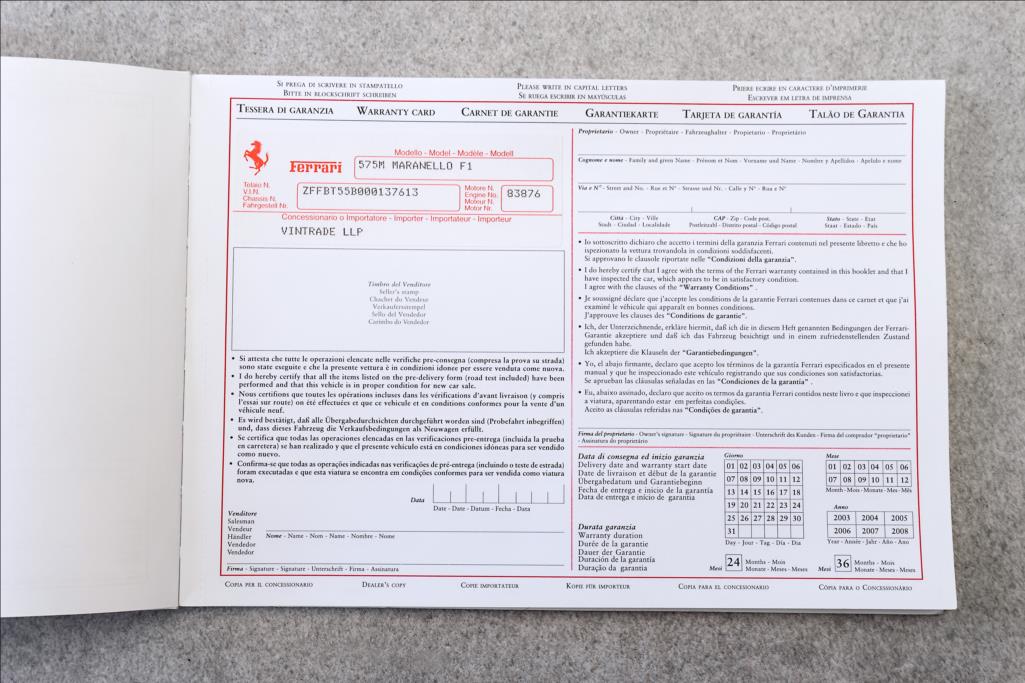 SI PREGA DI SCRIVERE IN STAMPATELLO
BITTE IN BLOCKSCHRIFT SCHREIBEN
PLEASE WRITE IN CAPITAL LETTERS
SE RUEGA ESCRIBIR EN MAYÚSCULAS
PRIERE ECRIRE EN CARACTERE D'IMPRIMERIE
ESCREVER EM LETRA DE IMPRENSA
TESSERA DI GARANZIA WARRANTY CARD CARNET DE GARANTIE GARANTIEKARTE TARJETA DE GARANTÍA TALÃO DE GARANTIA
Modello - Model - Modèle - Modell
Ferrari
575M MARANELLO F1
Telaio N.
V.I.N.
Chassis N.
Fahrgestell Nr.
ZFFBT55B000137613
Motore N.
Engine No.
Moteur N.
Motor Nr.
83876
Concessionario o Importatore - Importer - Importateur - Importeur
VINTRADE LLP
Timbro del Venditore
Seller's stamp
Chachet du Vendeur
Verkauferstempel
Sello del Vendedor
Carimbo do Vendedor
• Si attesta che tutte le operazioni elencate nelle verifiche pre-consegna (compresa la prova su strada)
sono state eseguite e che la presente vettura è in condizioni idonee per essere venduta come nuova.
• I do hereby certify that all the items listed on the pre-delivery form (road test included) have been
performed and that this vehicle is in proper condition for new car sale.
• Nous certifions que toutes les opérations incluses dans les vérifications d'avant livraison (y compris
l'essai sur route) on été effectuées et que ce vehicule et en conditions conformes pour la vente d'un
véhicule neuf.
• Es wird bestätigt, daß alle Übergabedurchsichten durchgeführt worden sind (Probefahrt inbegriffen)
und, dass dieses Fahrzeug die Verkaufsbedingungen als Neuwagen erfüllt.
• Se certifica que todas las operaciones elencadas en las verificaciones pre-entrega (incluida la prueba
en carretera) se han realizado y que el presente vehículo está en condiciones idóneas para ser vendido
como nuevo.
• Confirma-se que todas as operações indicadas nas verificações de pré-entrega (incluindo o teste de estrada)
foram executadas e que esta viatura se encontra em condições conformes para ser vendida como viatura
nova.
Data
Date - Date - Datum - Fecha - Data
Venditore
Salesman
Vendeur
Händler
Vendedor
Vendedor
Nome - Name - Nom - Name - Nombre - Nome
Firma - Signature - Signature - Unterschrift - Firma - Assinatura
Proprietario - Owner - Propriétaire - Fahrzeughalter - Propietario - Proprietário
Cognome e nome - Family and given Name - Prénom et Nom - Vorname und Name - Nombre y Apelidos - Apelido e nome
Via e N° - Street and No. - Rue et N° - Strasse und Nr. - Calle y N° - Rua e N°
Città - City - Ville
Stadt - Ciudad - Localidade
CAP - Zip - Code post.
Postleitzahl - Distrito postal - Código postal
Stato - State - Etat
Staat - Estado - País
• Io sottoscritto dichiaro che accetto i termini della garanzia Ferrari contenuti nel presente libretto e che ho
ispezionato la vettura trovandola in condizioni soddisfacenti.
Si approvano le clausole riportate nelle "Condizioni della garanzia".
• I do hereby certify that I agree with the terms of the Ferrari warranty contained in this booklet and that I
have inspected the car, which appears to be in satisfactory condition.
I agree with the clauses of the "Warranty Conditions" .
• Je soussigné déclare que j'accepte les conditions de la garantie Ferrari contenues dans ce carnet et que j'ai
examiné le véhicule qui apparaît en bonnes conditions.
J'approuve les clauses des "Conditions de garantie".
• Ich, der Unterzeichnende, erkläre hiermit, daß ich die in diesem Heft genannten Bedingungen der Ferrari-
Garantie akzeptiere und daß ich das Fahrzeug besichtigt und in einem zufriedenstellenden Zustand
gefunden habe.
Ich akzeptiere die Klauseln der "Garantiebedingungen".
• Yo, el abajo firmante, declaro que acepto los términos de la garantía Ferrari especificados en el presente
manual y que he inspeccionado este vehículo registrando que sus condiciones son satisfactorias.
Se aprueban las cláusulas señaladas en las "Condiciones de la garantía" .
• Eu, abaixo assinado, declaro que aceito os termos da garantia Ferrari contidos neste livro e que inspeccionei
a viatura, aparentando estar em perfeitas condições.
Aceito as cláusulas referidas nas "Condições de garantia".
Firma del proprietario - Owner's signature - Signature du propriétaire - Unterschrift des Kunden - Firma del comprador "proprietario"
- Assinatura do proprietário
Data di consegna ed inizio garanzia
Delivery date and warranty start date
Date de livraison et début de la garantie
Übergabedatum und Garantiebeginn
Fecha de entrega e inicio de la garantía
Data de entrega e início de garantia
Giorno
01 02 03 04 05 06
07 08 09 10 11 12
13 14 15 16 17 18
19 20 21 22 23 24
25 26 27 28 29 30
31
Day - Jour - Tag - Día - Dia
Mese
01 02 03 04 05 06
07 08 09 10 11 12
Month - Mois - Monate - Mes - Mês
Anno
2003 2004 2005
2006 2007 2008
Year - Année - Jahr - Año - Ano
Durata garanzia
Warranty duration
Durée de la garantie
Dauer der Garantie
Duración de la garantía
Duração da garantia
Mesi 24 Months - Mois
Monate - Meses - Meses
Mesi 36 Months - Mois
Monate - Meses - Meses
COPIA PER IL CONCESSIONARIO DEALER'S COPY COPIE IMPORTATEUR KOPIE FÜR IMPORTEUR COPIA PARA EL CONCESIONARIO CÓPIA PARA O CONCESSIONÁRIO